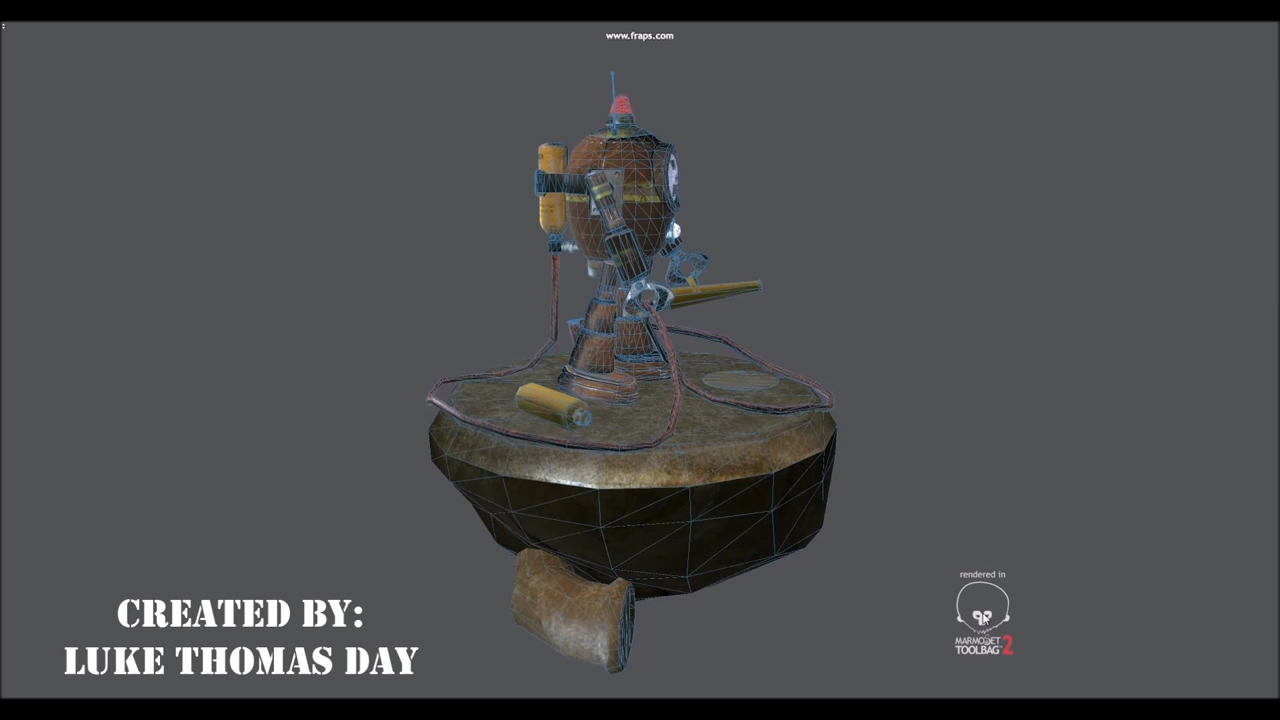 www.fraps.com
rendered in
MARMOSET
TOOLBAG 2
CREATED BY:
LUKE THOMAS DAY